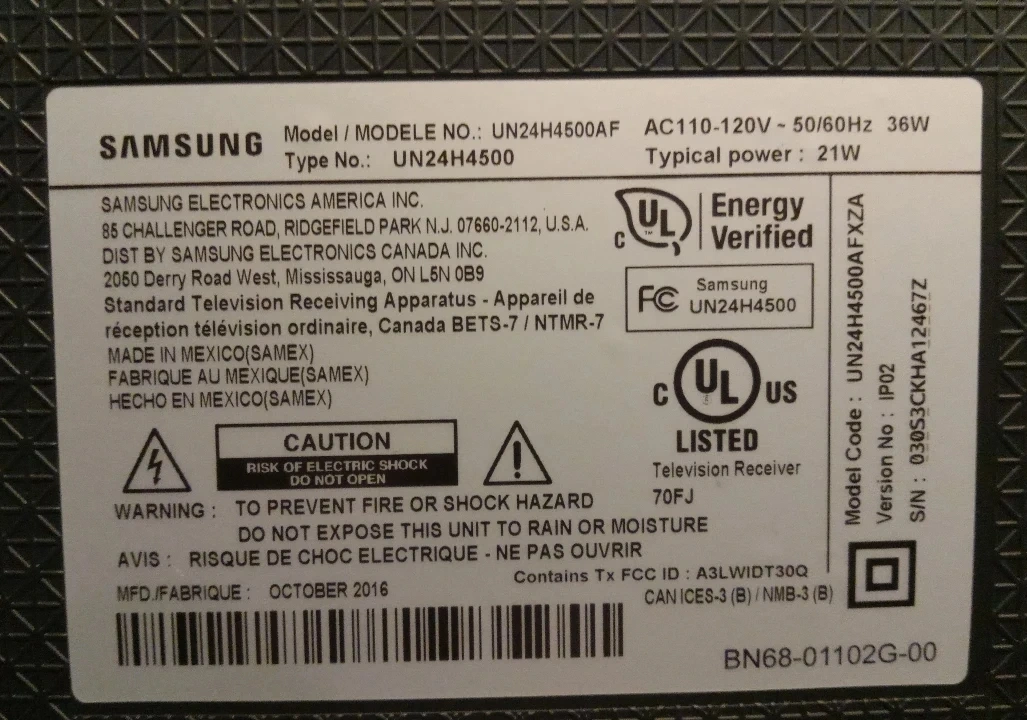 SAMSUNG
Model / MODELE NO.: UN24H4500AF
Type No.: UN24H4500
AC110-120V ~ 50/60Hz 36W
Typical power : 21W
SAMSUNG ELECTRONICS AMERICA INC.
85 CHALLENGER ROAD, RIDGEFIELD PARK N.J. 07660-2112, U.S.A.
DIST BY SAMSUNG ELECTRONICS CANADA INC.
2050 Derry Road West, Mississauga, ON L5N 0B9
Standard Television Receiving Apparatus - Appareil de
réception télévision ordinaire, Canada BETS-7 / NTMR-7
MADE IN MEXICO(SAMEX)
FABRIQUE AU MEXIQUE(SAMEX)
HECHO EN MEXICO(SAMEX)
C UL ™ Energy
Verified
FC Samsung
UN24H4500
C UL US
LISTED
Television Receiver
70FJ
CAUTION
RISK OF ELECTRIC SHOCK
DO NOT OPEN
WARNING : TO PREVENT FIRE OR SHOCK HAZARD
DO NOT EXPOSE THIS UNIT TO RAIN OR MOISTURE
AVIS : RISQUE DE CHOC ELECTRIQUE - NE PAS OUVRIR
Contains Tx FCC ID : A3LWIDT30Q
MFD./FABRIQUE : OCTOBER 2016
CAN ICES-3 (B) / NMB-3 (B)
BN68-01102G-00
Model Code : UN24H4500AFXZA
Version No : IP02
S/N : 030S3CKHA12467Z